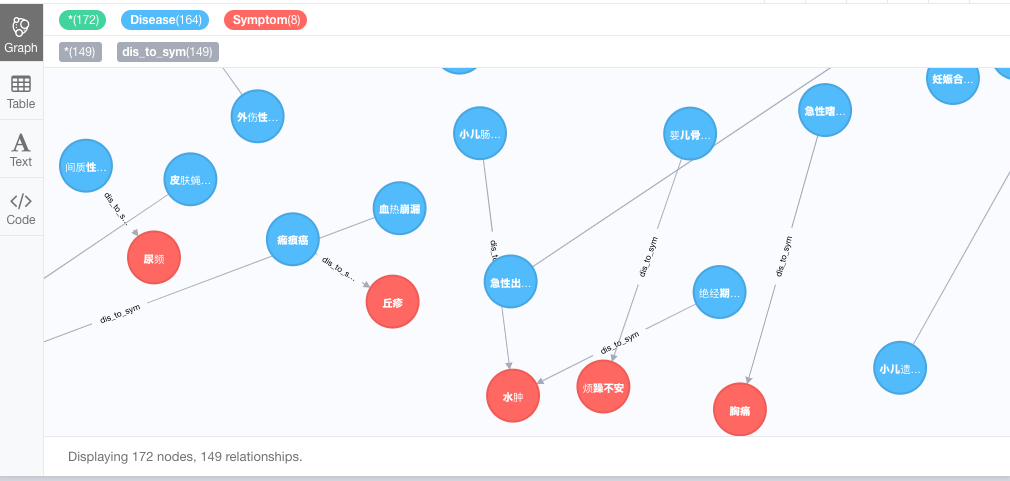 Graph
Table
Text
Code
*(172)
Disease(164)
Symptom(8)
*(149)
dis_to_sym(149)
妊娠合...
外伤性...
小儿肠...
婴儿骨...
急性嗜...
间质性...
皮肤蝇...
血热崩漏
瘢痕癌
dis_to_s...
尿频
dis_to_s...
丘疹
dis_to_sym
dis_t
急性出...
dis_to_sym
dis_to_sym
绝经期...
dis_to_sym
水肿
烦躁不安
胸痛
小儿遗...
Displaying 172 nodes, 149 relationships.